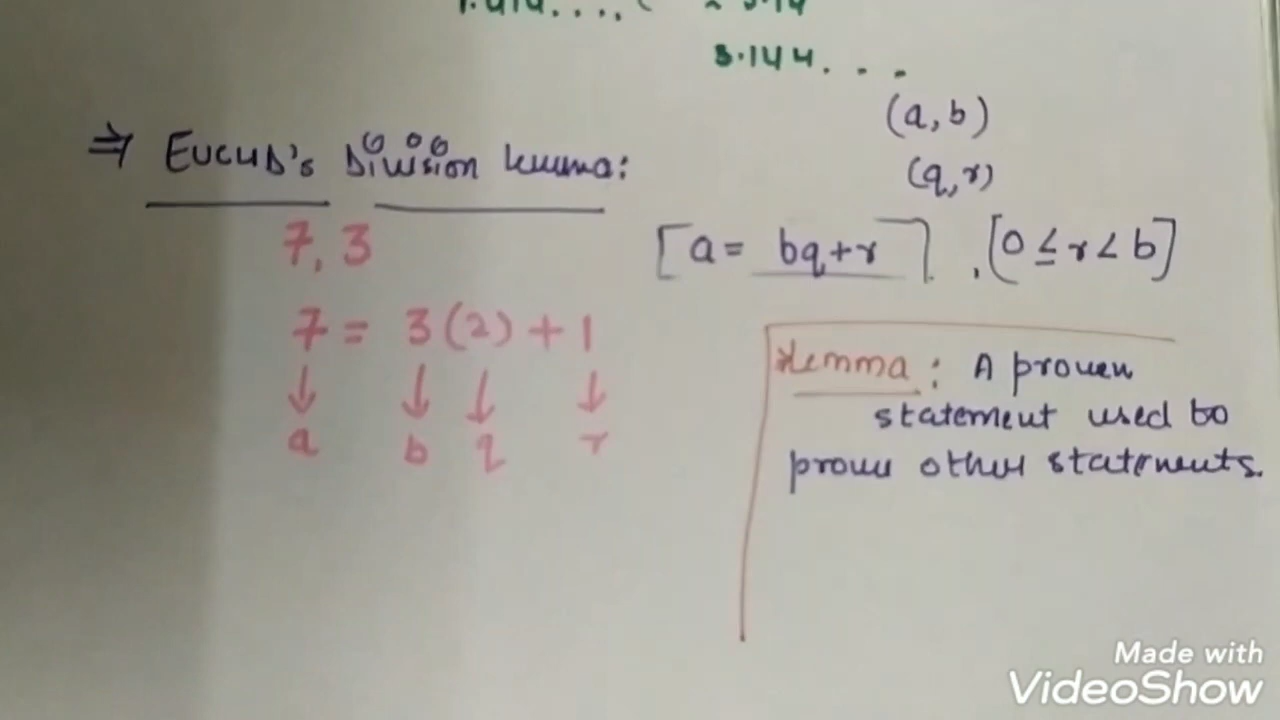 3.144...
(a, b)
⇒ EUCLID's Division lemma:
(q, r)
7, 3
[a = bq + r], [0 ≤ r < b]
7 = 3(2) + 1
↓ ↓ ↓ ↓
a b q r
*lemma: A proven
statement used to
prove other statements.
Made with
VideoShow